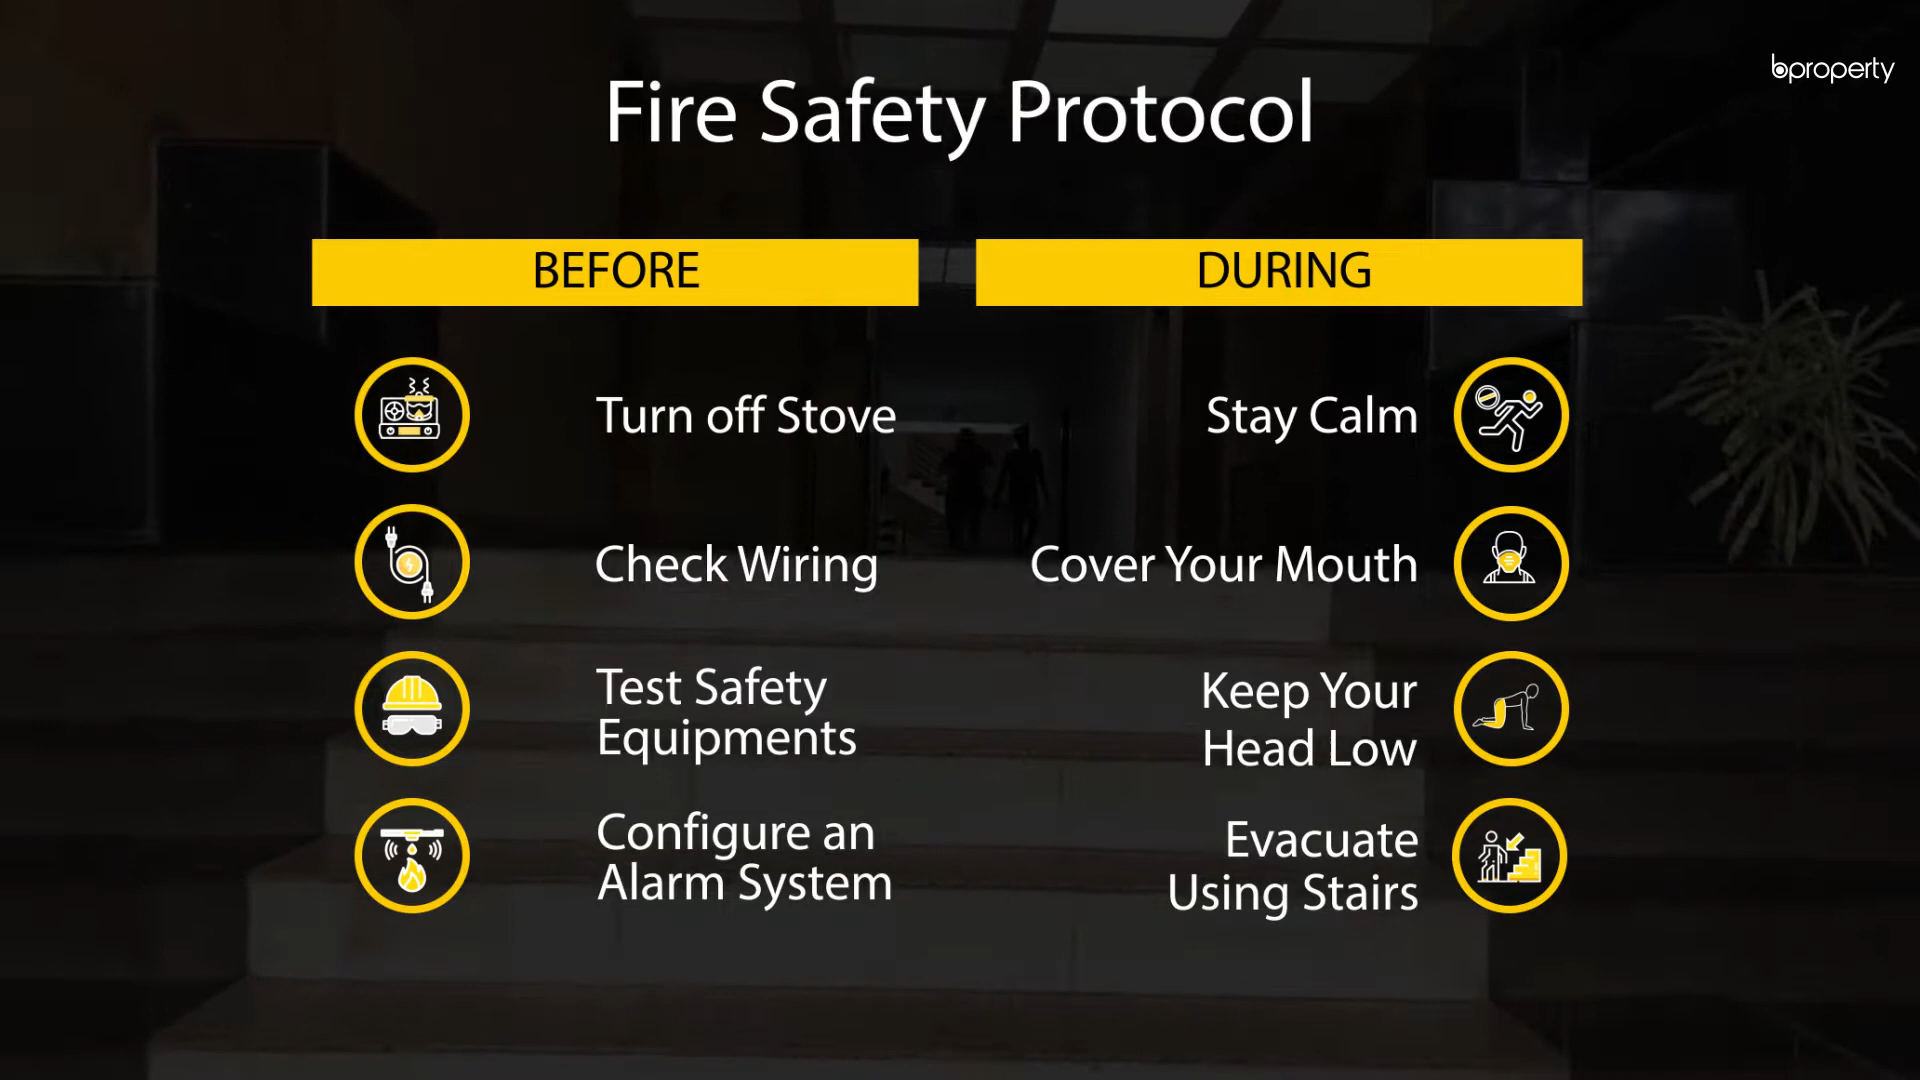 bproperty
Fire Safety Protocol
BEFORE
Turn off Stove
Check Wiring
Test Safety
Equipments
Configure an
Alarm System
DURING
Stay Calm
Cover Your Mouth
Keep Your
Head Low
Evacuate
Using Stairs